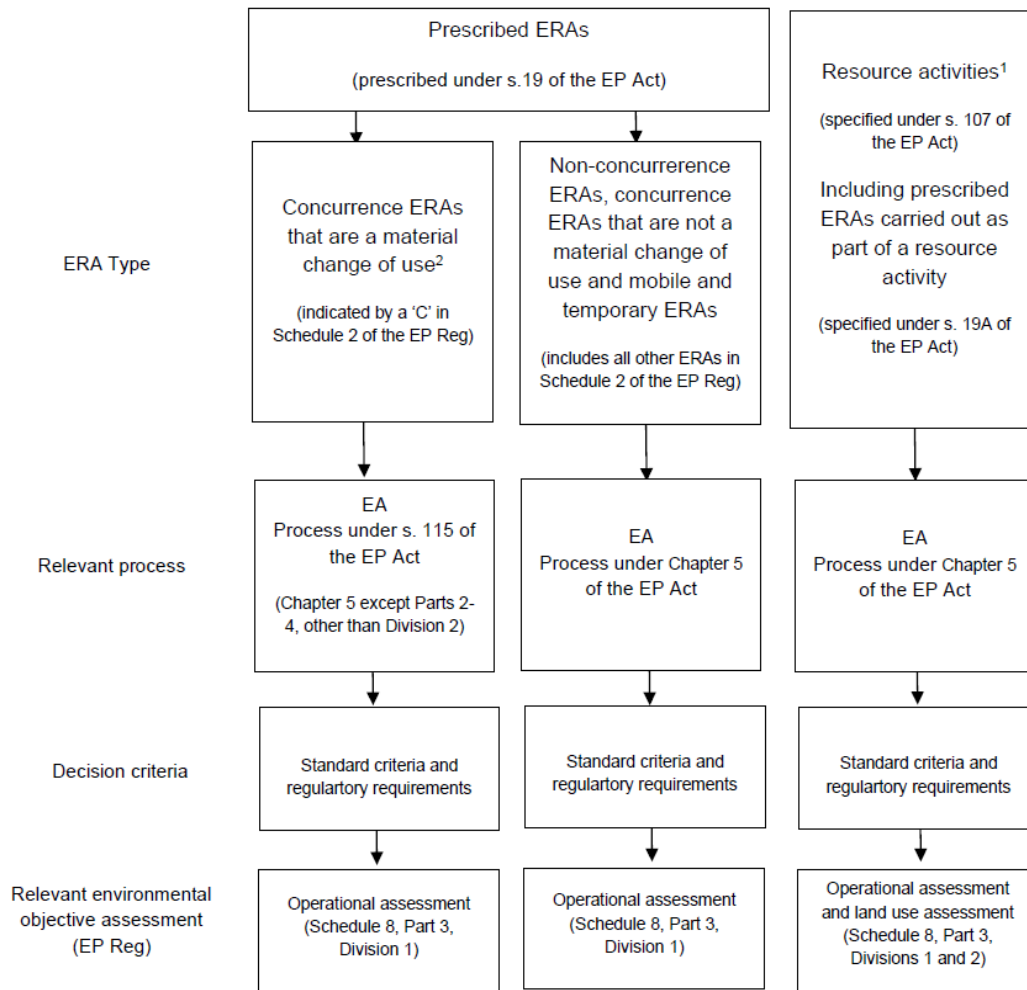 Prescribed ERAs
(prescribed under s.19 of the EP Act)
Resource activities¹
(specified under s. 107 of
the EP Act)
Including prescribed
ERAs carried out as
part of a resource
activity
(specified under s. 19A of
the EP Act)
ERA Type
Concurrence ERAs
that are a material
change of use²
(indicated by a ‘C’ in
Schedule 2 of the EP Reg)
Non-concurrerence
ERAs, concurrence
ERAs that are not a
material change of
use and mobile and
temporary ERAs
(includes all other ERAs in
Schedule 2 of the EP Reg)
Relevant process
EA
Process under s. 115 of
the EP Act
(Chapter 5 except Parts 2-
4, other than Division 2)
EA
Process under Chapter 5
of the EP Act
EA
Process under Chapter 5
of the EP Act
Decision criteria
Standard criteria and
regulartory requirements
Standard criteria and
regulartory requirements
Standard criteria and
regulartory requirements
Relevant environmental
objective assessment
(EP Reg)
Operational assessment
(Schedule 8, Part 3,
Division 1)
Operational assessment
(Schedule 8, Part 3,
Division 1)
Operational assessment
and land use assessment
(Schedule 8, Part 3,
Divisions 1 and 2)